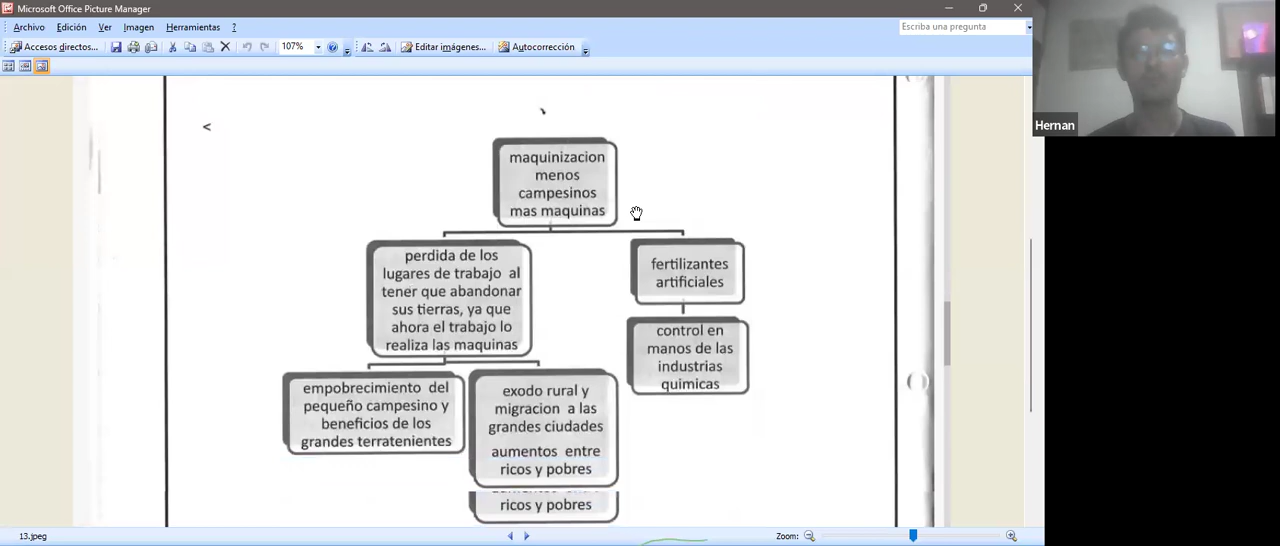 Microsoft Office Picture Manager
Archivo Edición Ver Imagen Herramientas ?
Escriba una pregunta
Accesos directos... 107% Editar imágenes... Autocorrección
Hernan
<
maquinizacion
menos
campesinos
mas maquinas
perdida de los
lugares de trabajo al
tener que abandonar
sus tierras, ya que
ahora el trabajo lo
realiza las maquinas
fertilizantes
artificiales
control en
manos de las
industrias
quimicas
empobrecimiento del
pequeño campesino y
beneficios de los
grandes terratenientes
exodo rural y
migracion a las
grandes ciudades
aumentos entre
ricos y pobres
ricos y pobres
13.jpeg
Zoom: